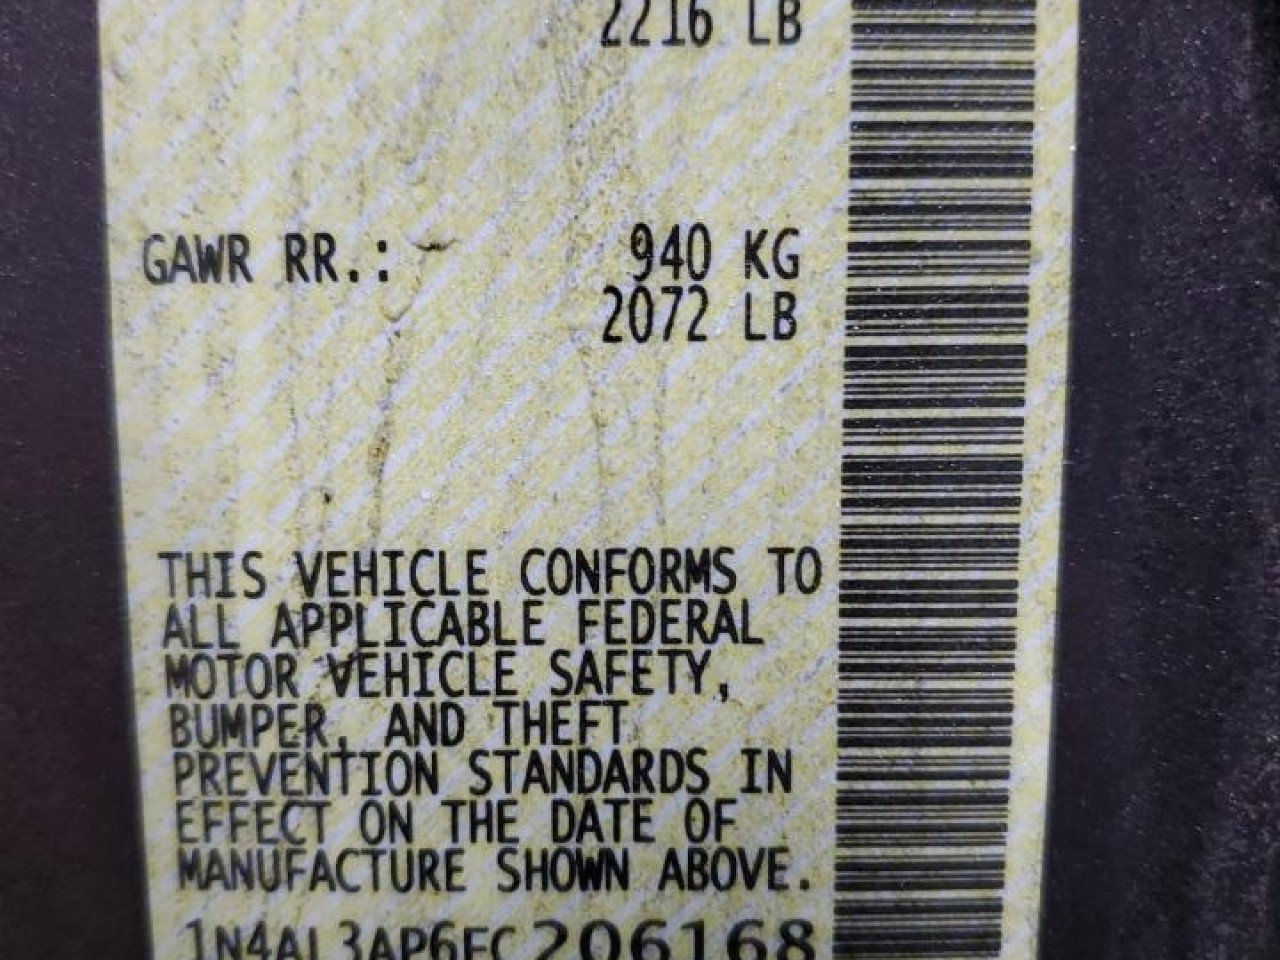 2216 LB
GAWR RR.: 940 KG
2072 LB
THIS VEHICLE CONFORMS TO
ALL APPLICABLE FEDERAL
MOTOR VEHICLE SAFETY,
BUMPER, AND THEFT
PREVENTION STANDARDS IN
EFFECT ON THE DATE OF
MANUFACTURE SHOWN ABOVE.
1N4AL3AP6FC206168